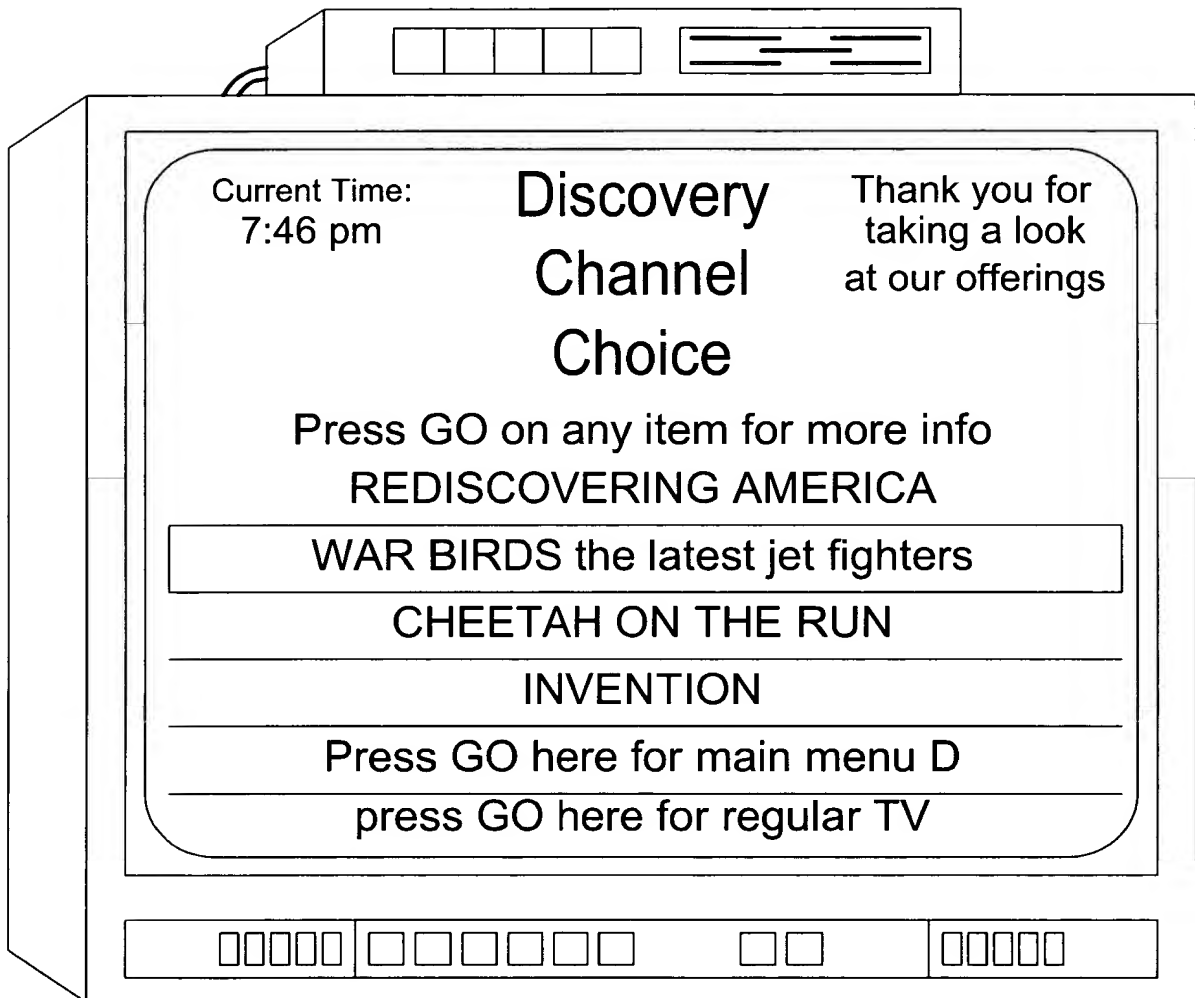 Current Time:
7:46 pm
Discovery
Channel
Choice
Thank you for
taking a look
at our offerings
Press GO on any item for more info
REDISCOVERING AMERICA
WAR BIRDS the latest jet fighters
CHEETAH ON THE RUN
INVENTION
Press GO here for main menu D
press GO here for regular TV